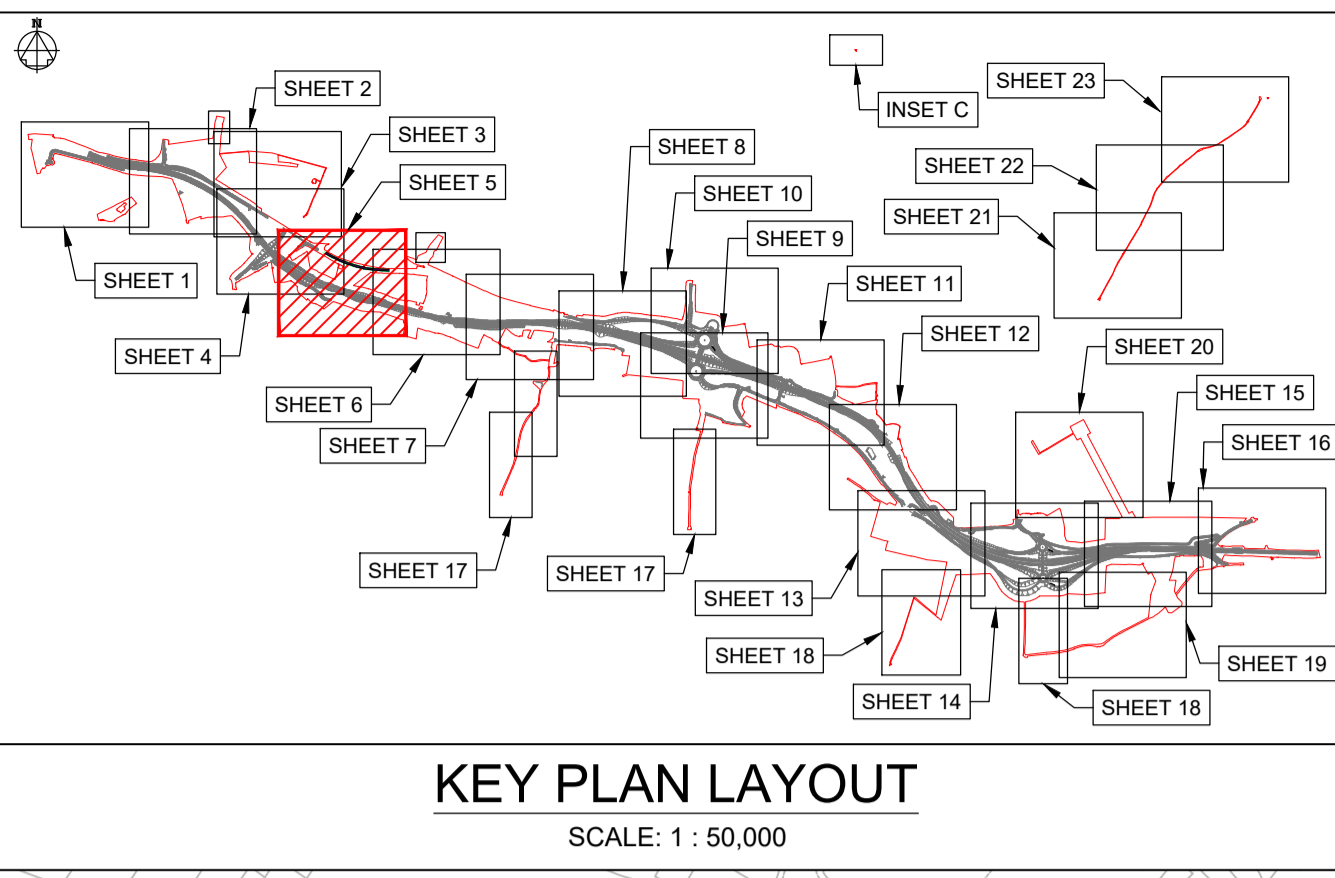 N
SHEET 2
SHEET 3
SHEET 5
SHEET 1
SHEET 4
SHEET 6
SHEET 7
SHEET 8
SHEET 10
SHEET 9
SHEET 11
SHEET 12
INSET C
SHEET 23
SHEET 22
SHEET 21
SHEET 20
SHEET 15
SHEET 16
SHEET 17
SHEET 17
SHEET 13
SHEET 18
SHEET 14
SHEET 18
SHEET 19
KEY PLAN LAYOUT
SCALE: 1 : 50,000